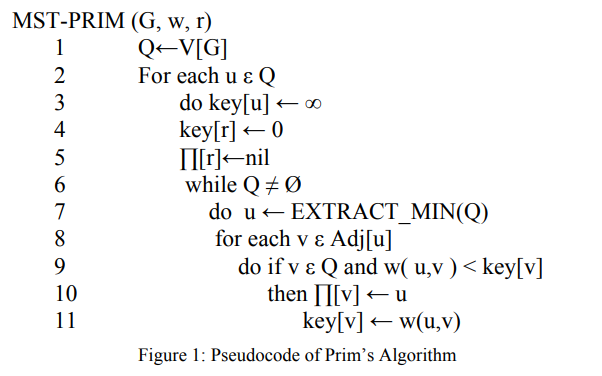 MST-PRIM (G, w, r)
1 Q←V[G]
2 For each u ε Q
3 do key[u] ← ∞
4 key[r] ← 0
5 ∏[r]←nil
6 while Q ≠ Ø
7 do u ← EXTRACT_MIN(Q)
8 for each v ε Adj[u]
9 do if v ε Q and w( u,v ) < key[v]
10 then ∏[v] ← u
11 key[v] ← w(u,v)
Figure 1: Pseudocode of Prim’s Algorithm